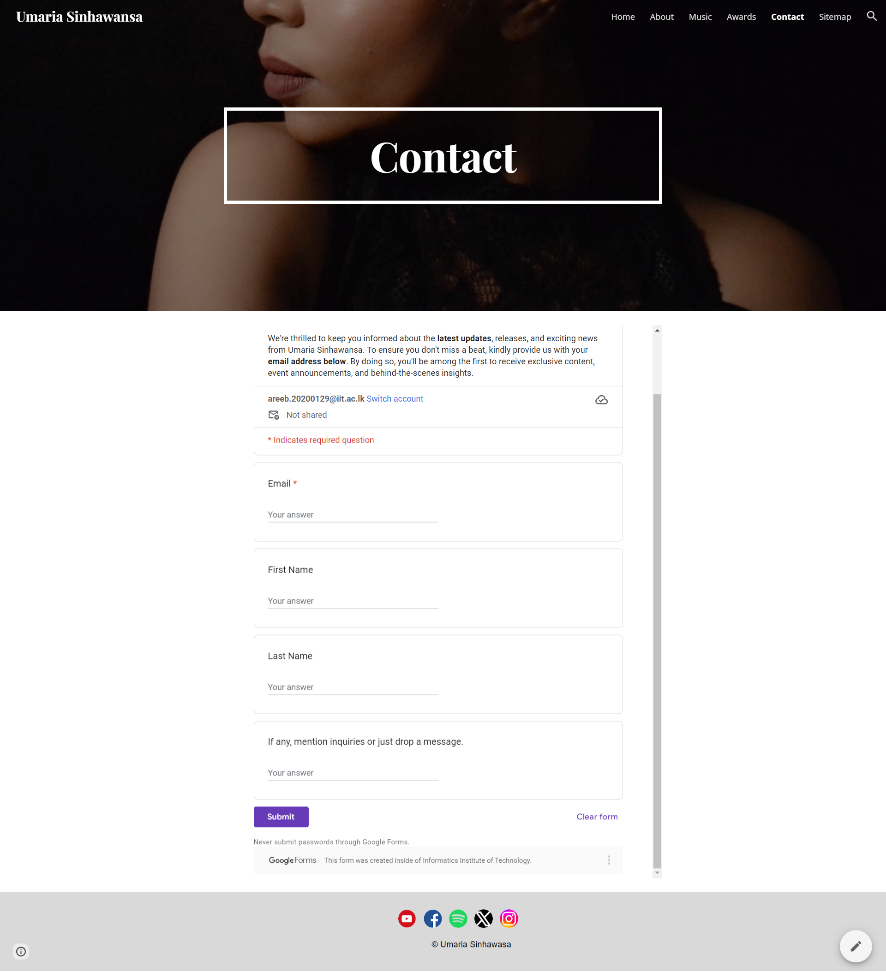 Umaria Sinhawansa
Home About Music Awards Contact Sitemap
Contact
We're thrilled to keep you informed about the latest updates, releases, and exciting news
from Umaria Sinhawansa. To ensure you don't miss a beat, kindly provide us with your
email address below. By doing so, you'll be among the first to receive exclusive content,
event announcements, and behind-the-scenes insights.
areeb.20200129@iit.ac.lk Switch account
Not shared
* Indicates required question
Email *
Your answer
First Name
Your answer
Last Name
Your answer
If any, mention inquiries or just drop a message.
Your answer
Submit
Clear form
Never submit passwords through Google Forms.
Google Forms This form was created inside of Informatics Institute of Technology.
© Umaria Sinhawasa